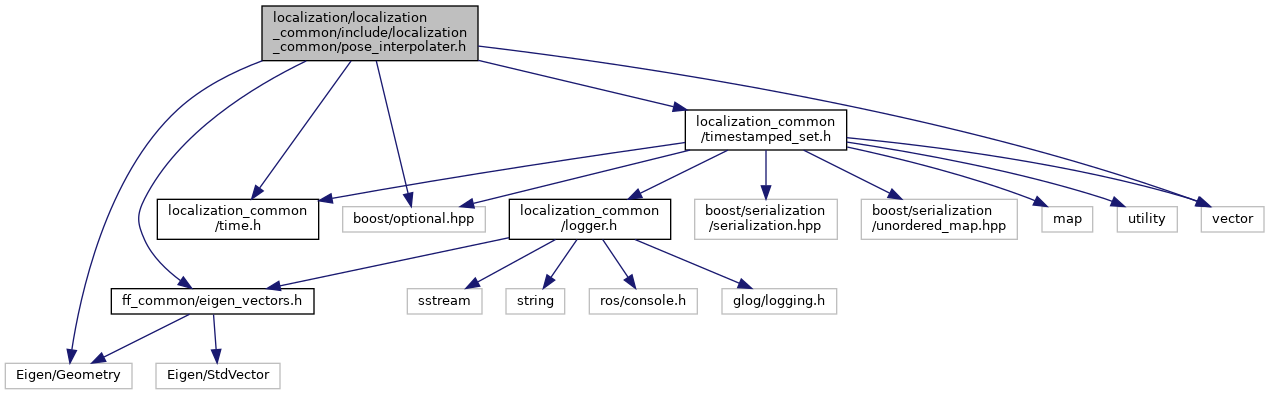 localization/localization
_common/include/localization
_common/pose_interpolater.h
localization_common
/timestamped_set.h
localization_common
/time.h
boost/optional.hpp
localization_common
/logger.h
boost/serialization
/serialization.hpp
boost/serialization
/unordered_map.hpp
map
utility
vector
ff_common/eigen_vectors.h
sstream
string
ros/console.h
glog/logging.h
Eigen/Geometry
Eigen/StdVector